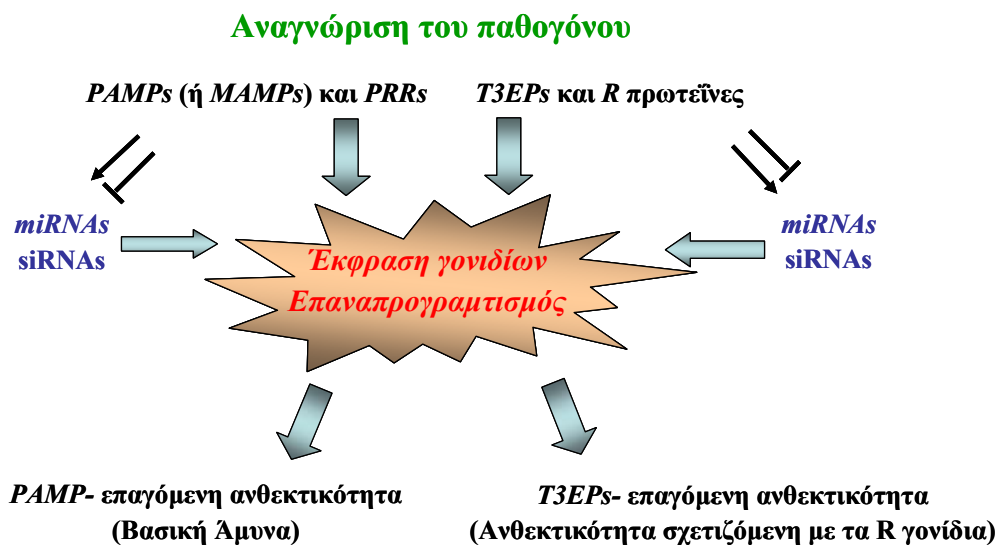 Αναγνώριση του παθογόνου
PAMPs (ή MAMPs) και PRRs
T3EPs και R πρωτεΐνες
miRNAs
siRNAs
Έκφραση γονιδίων
Επαναπρογραμτισμός
miRNAs
siRNAs
PAMP- επαγόμενη ανθεκτικότητα
(Βασική Άμυνα)
T3EPs- επαγόμενη ανθεκτικότητα
(Ανθεκτικότητα σχετιζόμενη με τα R γονίδια)